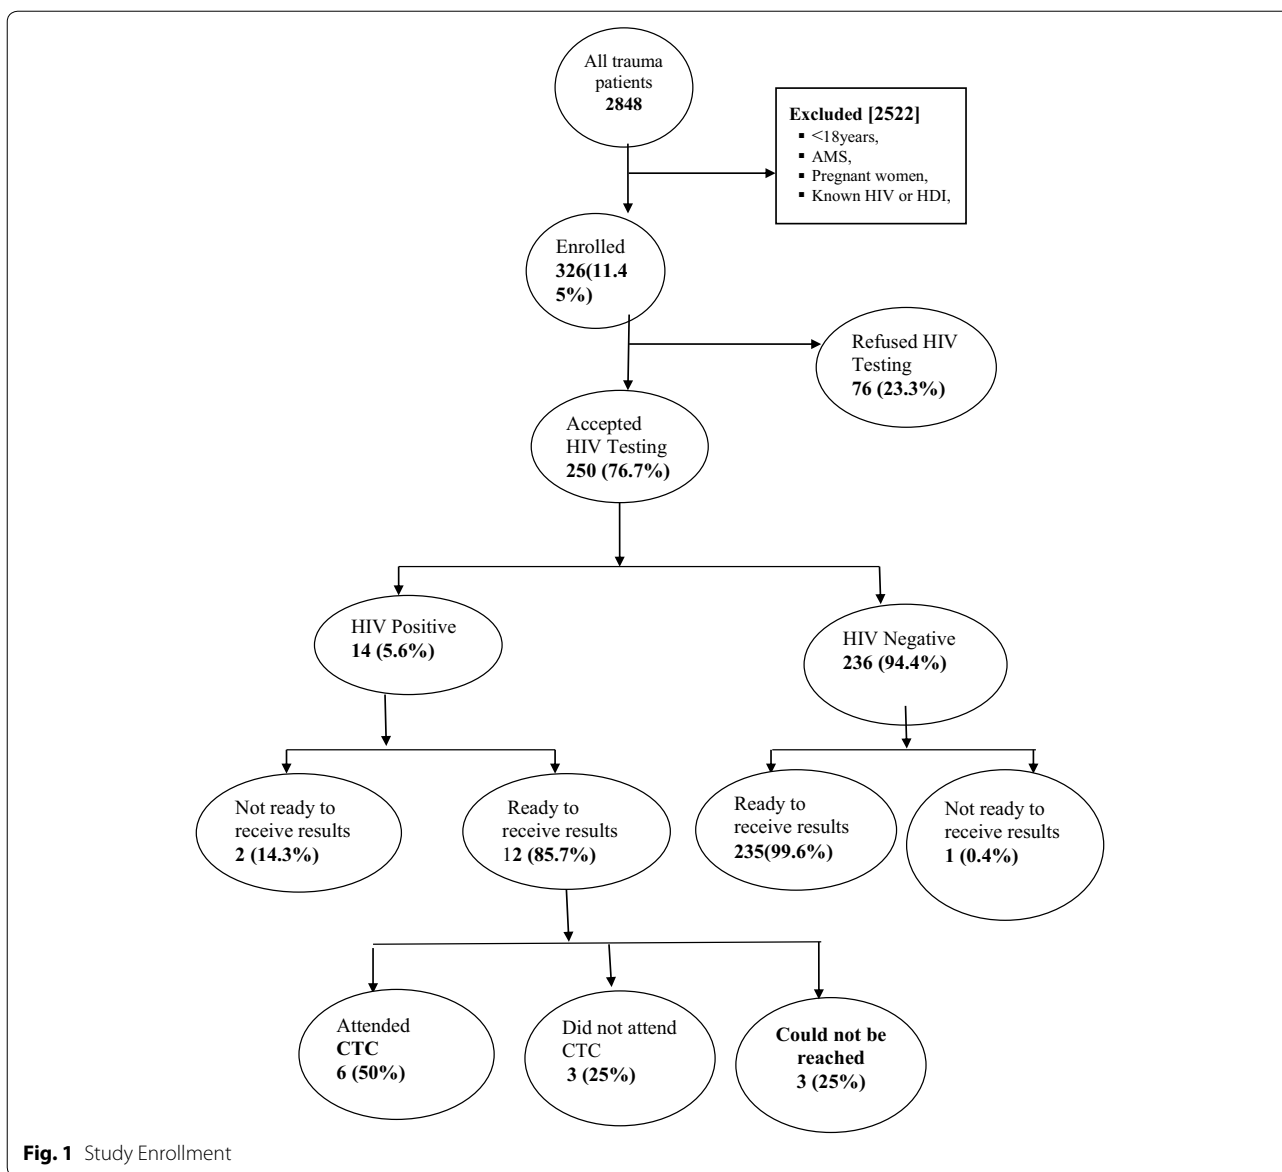 All trauma
patients
2848
Excluded [2522]
▪ <18years,
▪ AMS,
▪ Pregnant women,
▪ Known HIV or HDI,
Enrolled
326(11.4
5%)
Refused HIV
Testing
76 (23.3%)
Accepted
HIV Testing
250 (76.7%)
HIV Positive
14 (5.6%)
HIV Negative
236 (94.4%)
Not ready to
receive results
2 (14.3%)
Ready to
receive results
12 (85.7%)
Ready to
receive results
235(99.6%)
Not ready to
receive results
1 (0.4%)
Attended
CTC
6 (50%)
Did not attend
CTC
3 (25%)
Could not be
reached
3 (25%)
Fig. 1 Study Enrollment